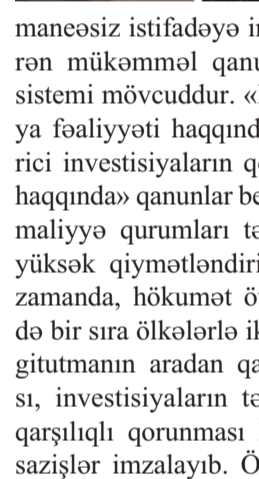 maneəsiz istifadəyə i
rən mükəmməl qanu
sistemi mövcuddur. «
ya fəaliyyəti haqqınd
rici investisiyaların q
haqqında» qanunlar be
maliyyə qurumları tə
yüksək qiymətləndiri
zamanda, hökumət ö
də bir sıra ölkələrlə i
gitutmanın aradan qa
sı, investisiyaların tə
qarşılıqlı qorunması
sazişlər imzalayıb. Ö